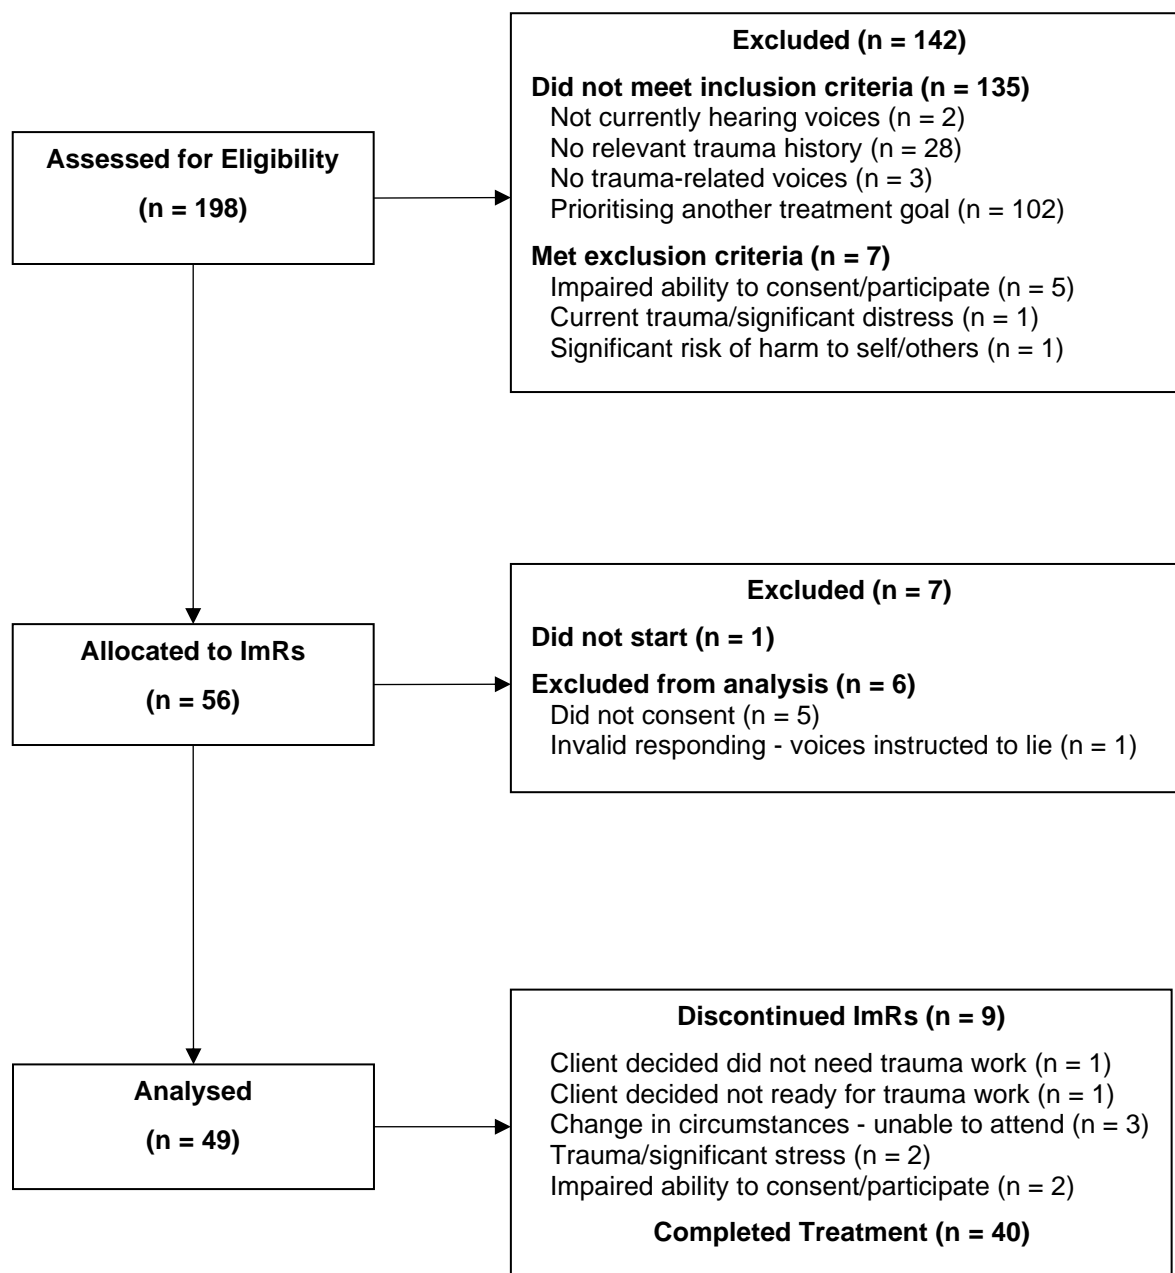 Excluded (n = 142)
Did not meet inclusion criteria (n = 135)
Not currently hearing voices (n = 2)
No relevant trauma history (n = 28)
No trauma-related voices (n = 3)
Prioritising another treatment goal (n = 102)
Met exclusion criteria (n = 7)
Impaired ability to consent/participate (n = 5)
Current trauma/significant distress (n = 1)
Significant risk of harm to self/others (n = 1)
Assessed for Eligibility
(n = 198)
Excluded (n = 7)
Did not start (n = 1)
Excluded from analysis (n = 6)
Did not consent (n = 5)
Invalid responding - voices instructed to lie (n = 1)
Allocated to ImRs
(n = 56)
Discontinued ImRs (n = 9)
Client decided did not need trauma work (n = 1)
Client decided not ready for trauma work (n = 1)
Change in circumstances - unable to attend (n = 3)
Trauma/significant stress (n = 2)
Impaired ability to consent/participate (n = 2)
Completed Treatment (n = 40)
Analysed
(n = 49)